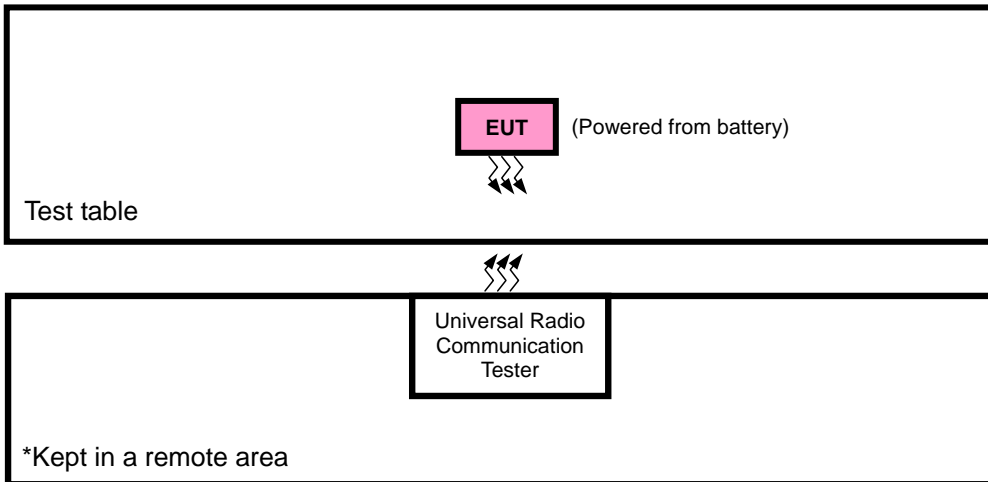 EUT
(Powered from battery)
Test table
Universal Radio
Communication
Tester
*Kept in a remote area